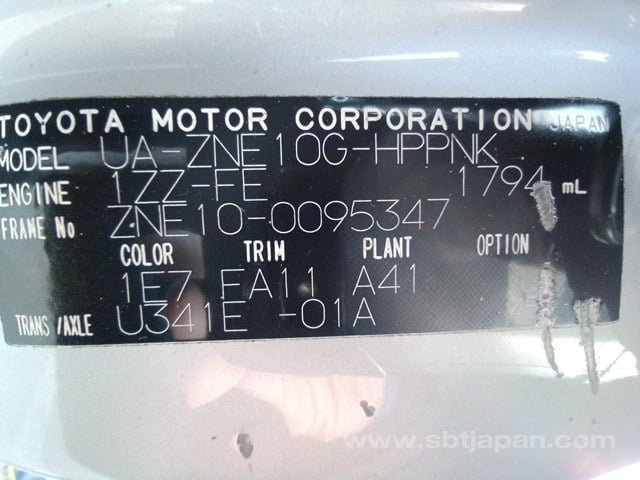 TOYOTA MOTOR CORPORATION JAPAN
MODEL UA-ZNE10G-HPPNK
ENGINE 1ZZ-FE 1794 mL
FRAME No. ZNE10-0095347
COLOR TRIM PLANT OPTION
1E7 FA11 A41
TRANS/AXLE U341E -01A
www.sbtjapan.com